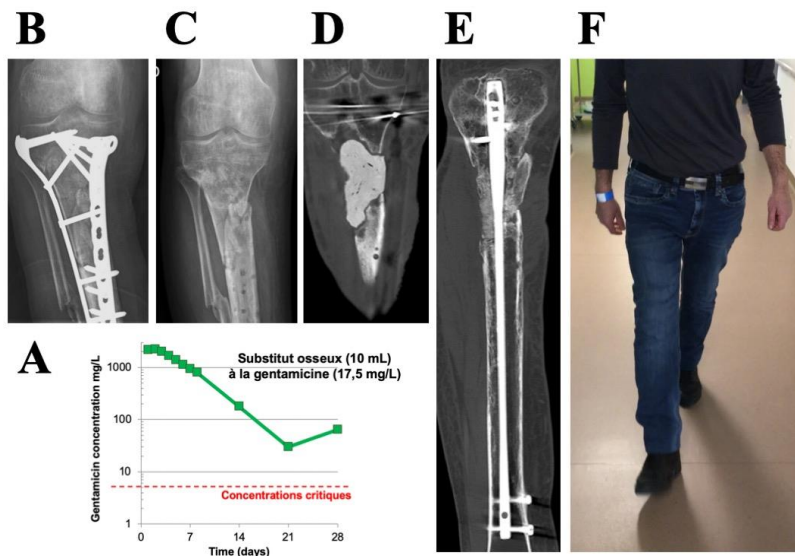 B
C
D
E
F
A
Substitut osseux (10 mL)
à la gentamicine (17,5 mg/L)
Gentamicin concentration mg/L
1000
100
10
1
Concentrations critiques
0
7
14
21
28
Time (days)